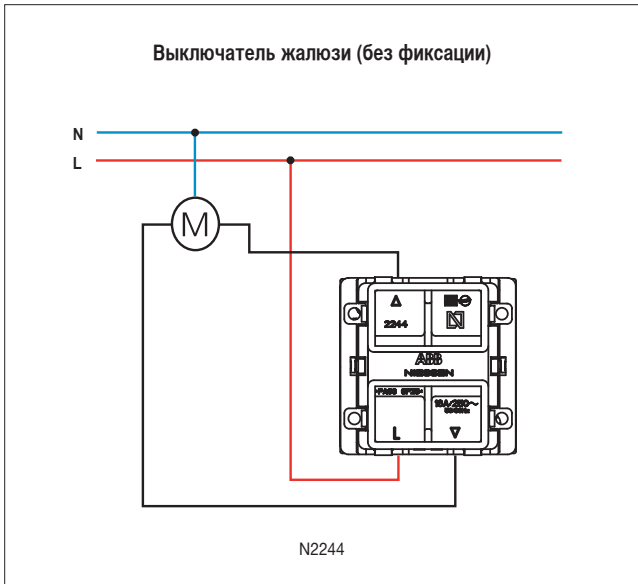 Выключатель жалюзи (без фиксации)
N
L
M
2244
ABB
NIESSEN
L
N2244